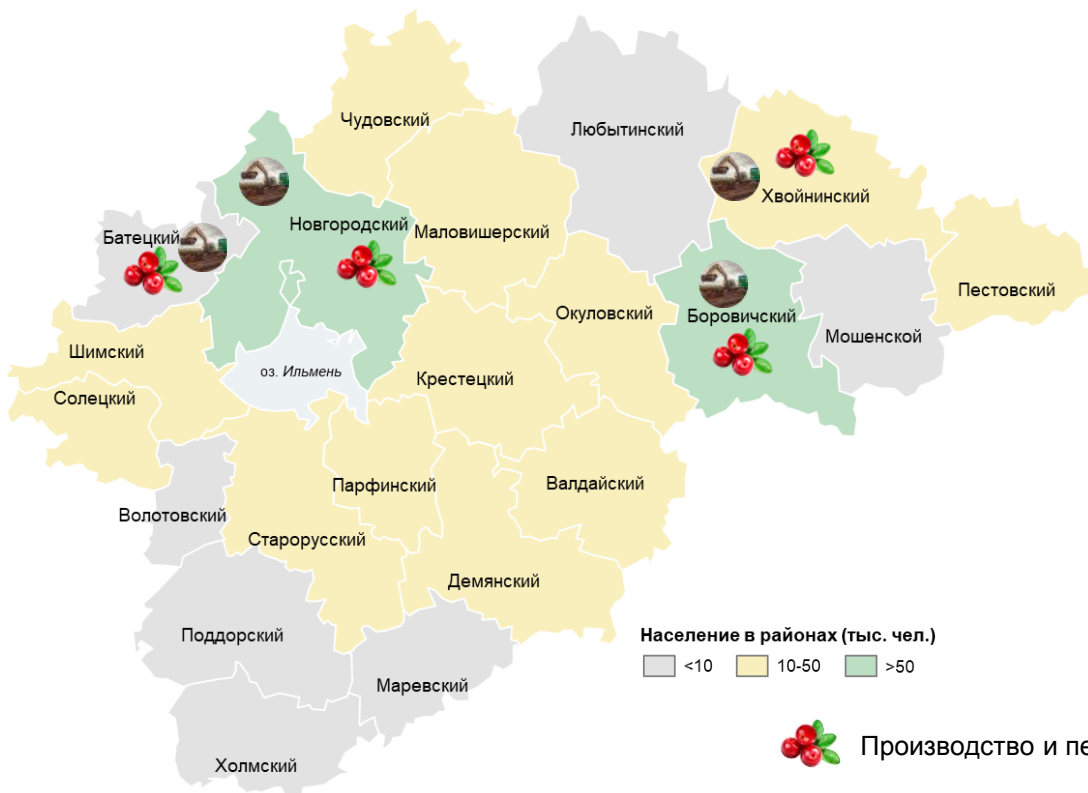 Чудовский
Любытинский
Хвойнинский
Новгородский
Батецкий
Маловишерский
Пестовский
Окуловский
Боровичский
Мошенской
Шимский
оз. Ильмень
Крестецкий
Солецкий
Валдайский
Парфинский
Волотовский
Старорусский
Демянский
Поддорский
Маревский
Холмский
Население в районах (тыс. чел.)
<10 10-50 >50
Производство и